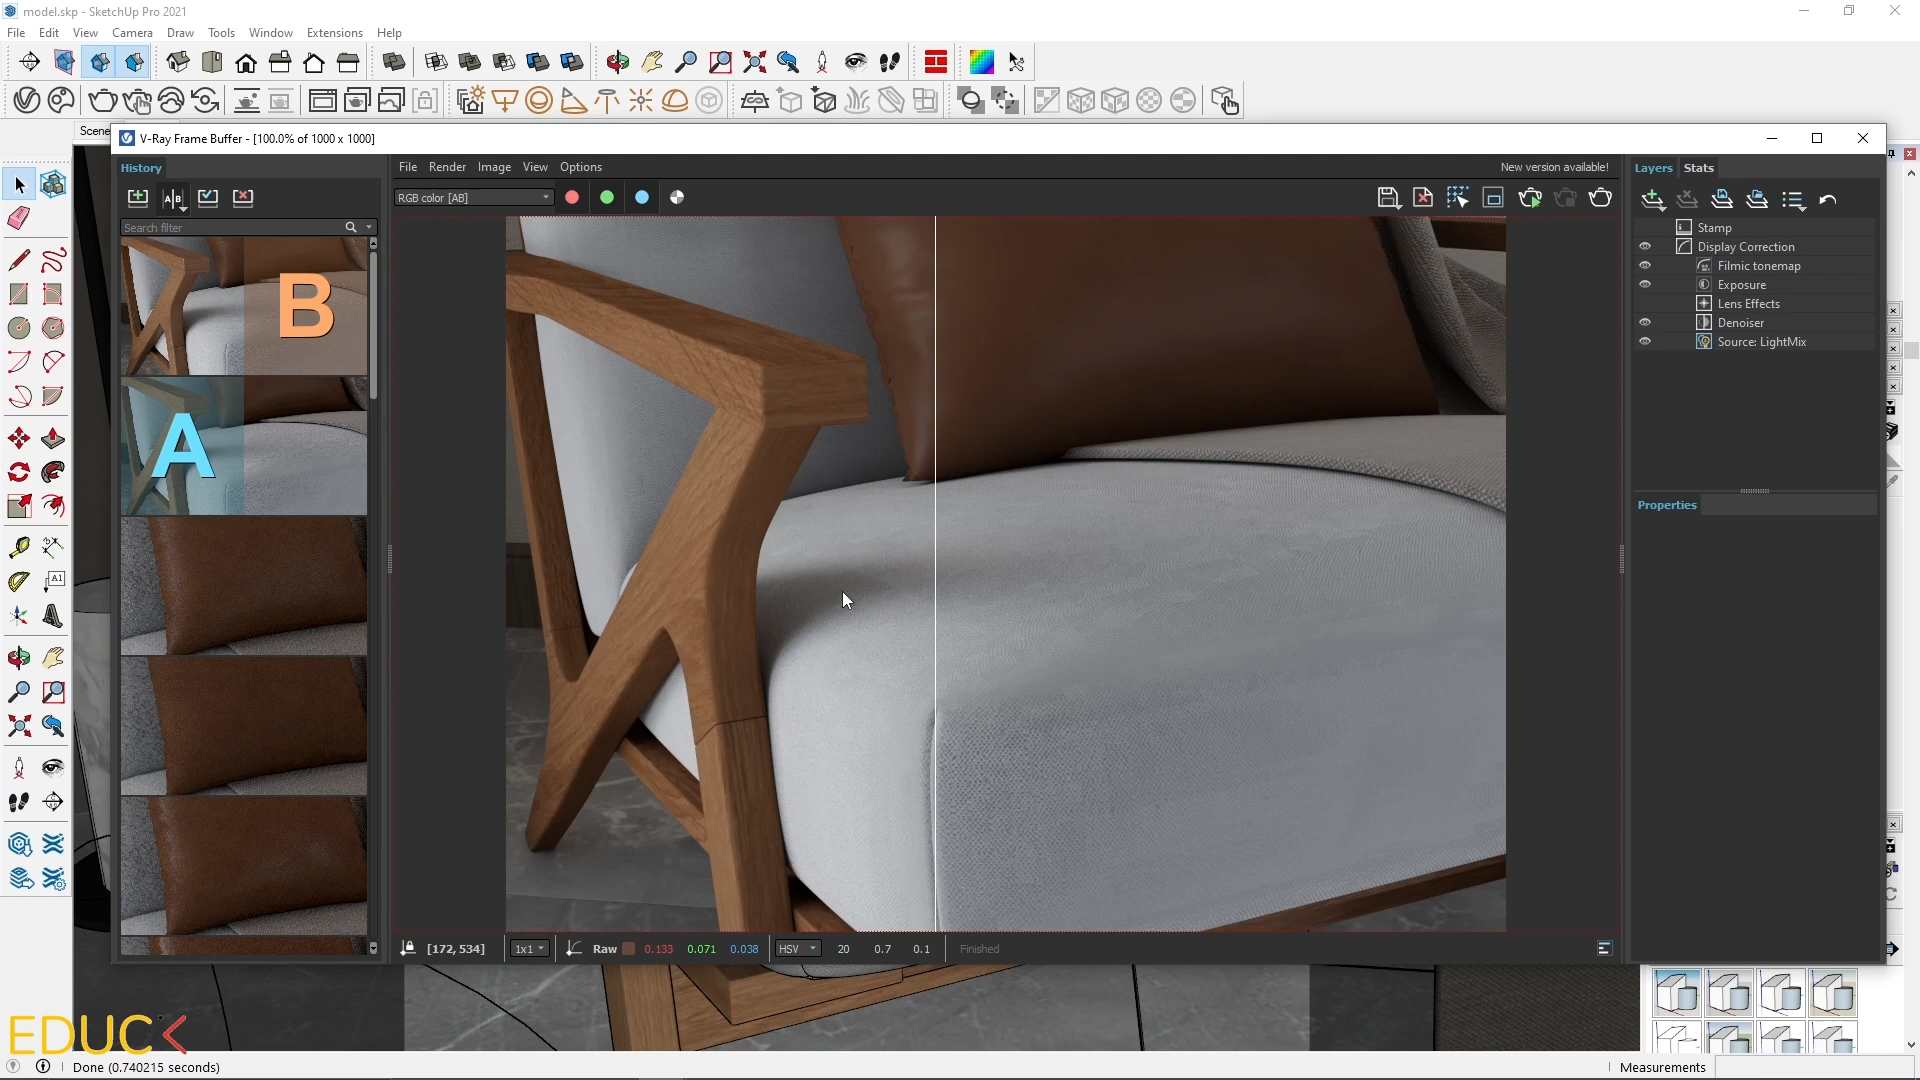 model.skp - SketchUp Pro 2021
File Edit View Camera Draw Tools Window Extensions Help
Scene
V-Ray Frame Buffer - [100.0% of 1000 x 1000]
History
File Render Image View Options
New version available!
Layers Stats
A B
RGB color [AB]
Search filter
B
A
Stamp
Display Correction
Filmic tonemap
Exposure
Lens Effects
Denoiser
Source: LightMix
Properties
A1
[172, 534]
1x1
Raw 0.133 0.071 0.038
HSV
20 0.7 0.1
Finished
EDUC
Done (0.740215 seconds)
Measurements